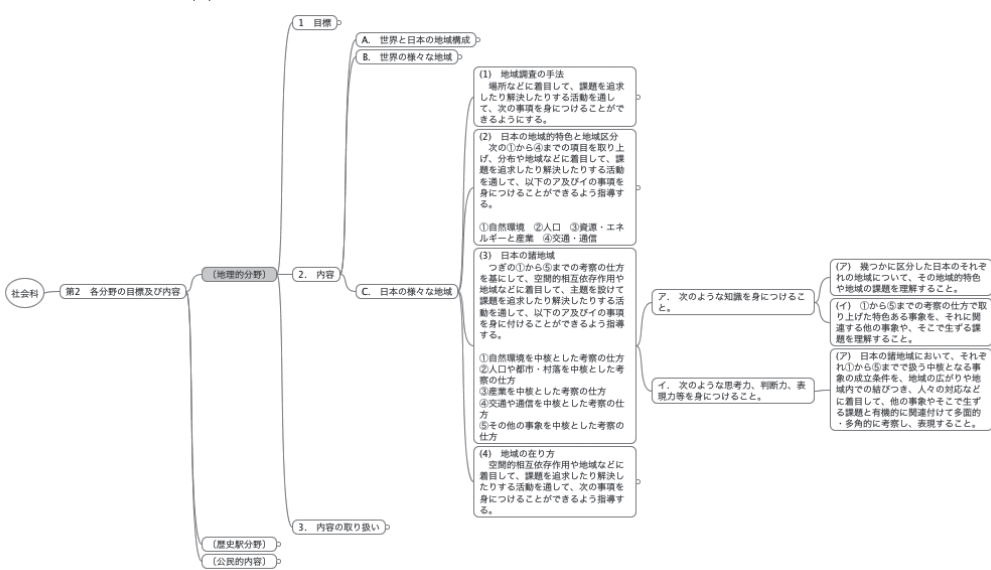 社会科
第2　各分野の目標及び内容
〔地理的分野〕
1　目標
2.　内容
A.　世界と日本の地域構成
B.　世界の様々な地域
C.　日本の様々な地域
(1)　地域調査の手法
　場所などに着目して、課題を追求
したり解決したりする活動を通し
て、次の事項を身につけることがで
きるようにする。
(2)　日本の地域的特色と地域区分
　次の①から④までの項目を取り上
げ、分布や地域などに着目して、課
題を追求したり解決したりする活動
を通して、以下のア及びイの事項を
身につけることができるよう指導す
る。
①自然環境　②人口　③資源・エネ
ルギーと産業　④交通・通信
(3)　日本の諸地域
　つぎの①から⑤までの考察の仕方
を基にして、空間的相互依存作用や
地域などに着目して、主題を設けて
課題を追求したり解決したりする活
動を通して、以下のア及びイの事項
を身に付けることができるよう指導
する。
①自然環境を中核とした考察の仕方
②人口や都市・村落を中核とした考
察の仕方
③産業を中核とした考察の仕方
④交通や通信を中核とした考察の仕
方
⑤その他の事象を中核とした考察の
仕方
ア.　次のような知識を身につけるこ
と。
(ア)　幾つかに区分した日本のそれぞ
れの地域について、その地域的特色
や地域の課題を理解すること。
(イ)　①から⑤までの考察の仕方で取
り上げた特色ある事象を、それに関
連する他の事象や、そこで生ずる課
題を理解すること。
イ.　次のような思考力、判断力、表
現力等を身につけること。
(ア)　日本の諸地域において、それぞ
れ①から⑤までで扱う中核となる事
象の成立条件を、地域の広がりや地
域内での結びつき、人々の対応など
に着目して、他の事象やそこで生ず
る課題と有機的に関連付けて多面的
・多角的に考察し、表現すること。
(4)　地域の在り方
　空間的相互依存作用や地域などに
着目して、課題を追求したり解決し
たりする活動を通して、次の事項を
身につけることができるよう指導す
る。
3.　内容の取り扱い
〔歴史駅分野〕
〔公民的内容〕